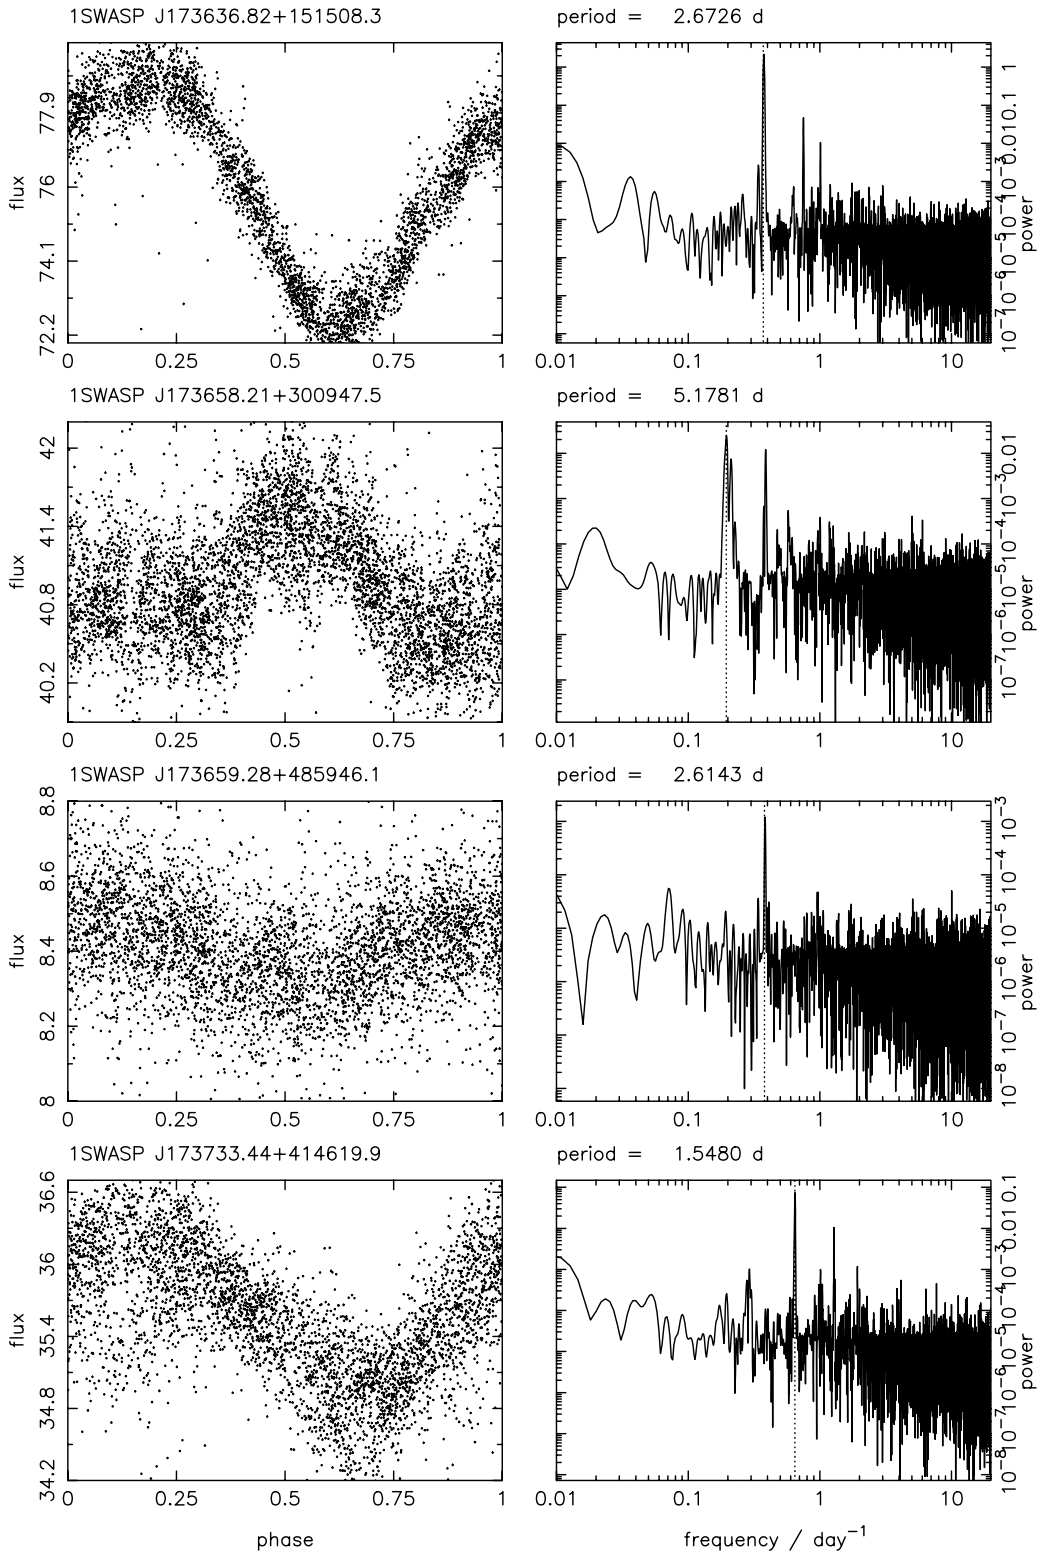 1SWASP J173636.82+151508.3
period = 2.6726 d
flux
77.9
76
74.1
72.2
0 0.25 0.5 0.75 1
power
1
0.1
0.01
10⁻³
10⁻⁴
10⁻⁵
10⁻⁶
10⁻⁷
0.01 0.1 1 10
1SWASP J173658.21+300947.5
period = 5.1781 d
flux
42
41.4
40.8
40.2
0 0.25 0.5 0.75 1
power
0.01
10⁻³
10⁻⁴
10⁻⁵
10⁻⁶
10⁻⁷
0.01 0.1 1 10
1SWASP J173659.28+485946.1
period = 2.6143 d
flux
8.8
8.6
8.4
8.2
8
0 0.25 0.5 0.75 1
power
10⁻³
10⁻⁴
10⁻⁵
10⁻⁶
10⁻⁷
10⁻⁸
0.01 0.1 1 10
1SWASP J173733.44+414619.9
period = 1.5480 d
flux
36.6
36
35.4
34.8
34.2
0 0.25 0.5 0.75 1
phase
power
0.1
0.01
10⁻³
10⁻⁴
10⁻⁵
10⁻⁶
10⁻⁷
10⁻⁸
0.01 0.1 1 10
frequency / day⁻¹